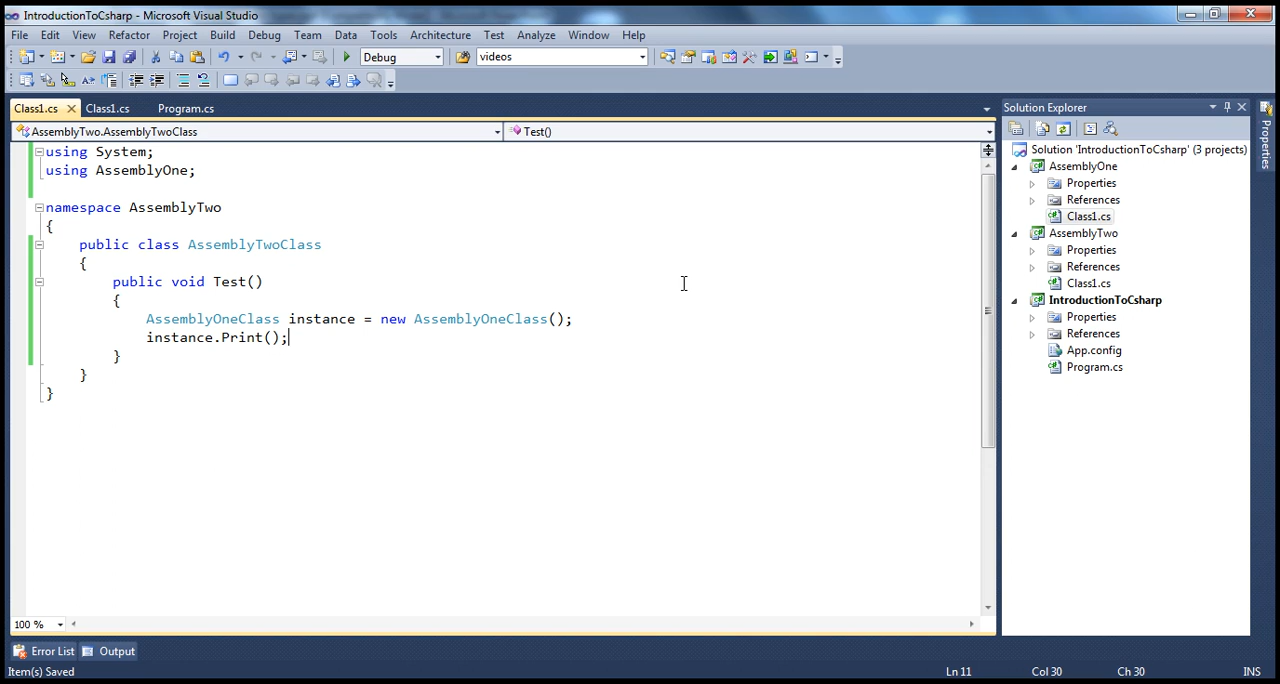 IntroductionToCsharp - Microsoft Visual Studio
File Edit View Refactor Project Build Debug Team Data Tools Architecture Test Analyze Window Help
Debug videos
Class1.cs Class1.cs Program.cs
AssemblyTwo.AssemblyTwoClass Test()
using System;
using AssemblyOne;
namespace AssemblyTwo
{
public class AssemblyTwoClass
{
public void Test()
{
AssemblyOneClass instance = new AssemblyOneClass();
instance.Print();
}
}
}
100 %
Error List Output
Item(s) Saved Ln 11 Col 30 Ch 30 INS
Solution Explorer
Solution 'IntroductionToCsharp' (3 projects)
AssemblyOne
Properties
References
Class1.cs
AssemblyTwo
Properties
References
Class1.cs
IntroductionToCsharp
Properties
References
App.config
Program.cs
Properties